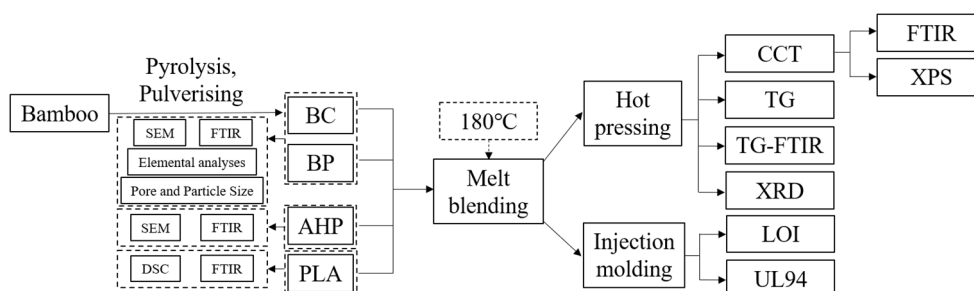 Bamboo
Pyrolysis,
Pulverising
SEM FTIR
Elemental analyses
Pore and Particle Size
SEM FTIR
DSC FTIR
BC
BP
AHP
PLA
180℃
Melt
blending
Hot
pressing
Injection
molding
CCT
TG
TG-FTIR
XRD
LOI
UL94
FTIR
XPS